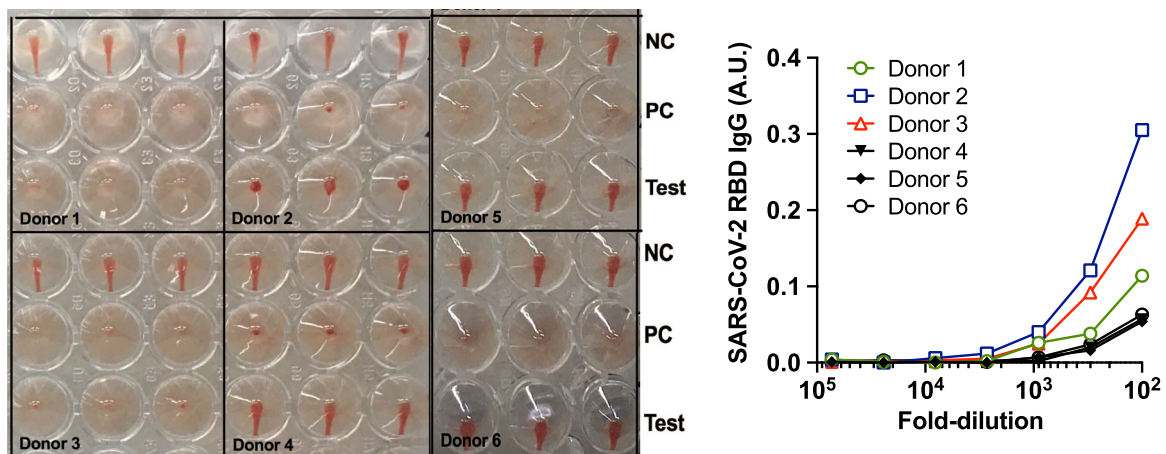 NC
PC
Test
Donor 1
Donor 2
Donor 5
NC
PC
Test
Donor 3
Donor 4
Donor 6
SARS-CoV-2 RBD IgG (A.U.)
0.4
0.3
0.2
0.1
0.0
Donor 1
Donor 2
Donor 3
Donor 4
Donor 5
Donor 6
10⁵
10⁴
10³
10²
Fold-dilution